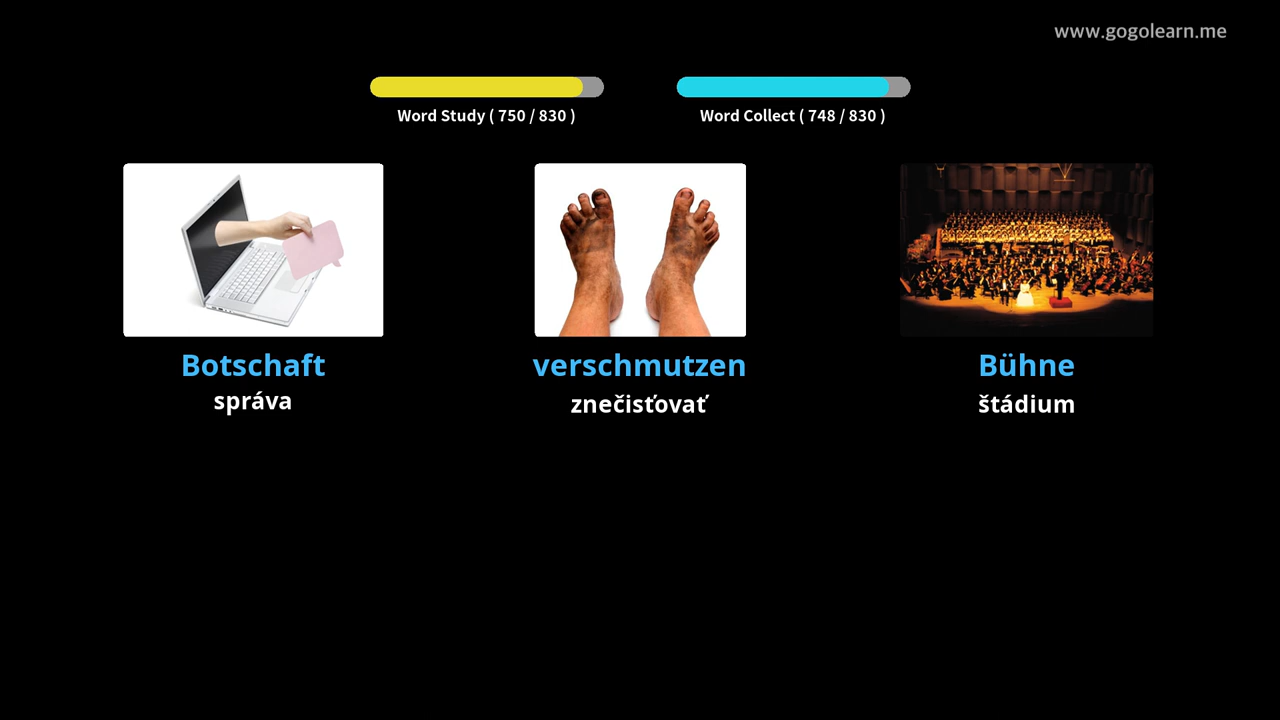 www.gogolearn.me
Word Study ( 750 / 830 )
Word Collect ( 748 / 830 )
Botschaft
správa
verschmutzen
znečisťovať
Bühne
štádium